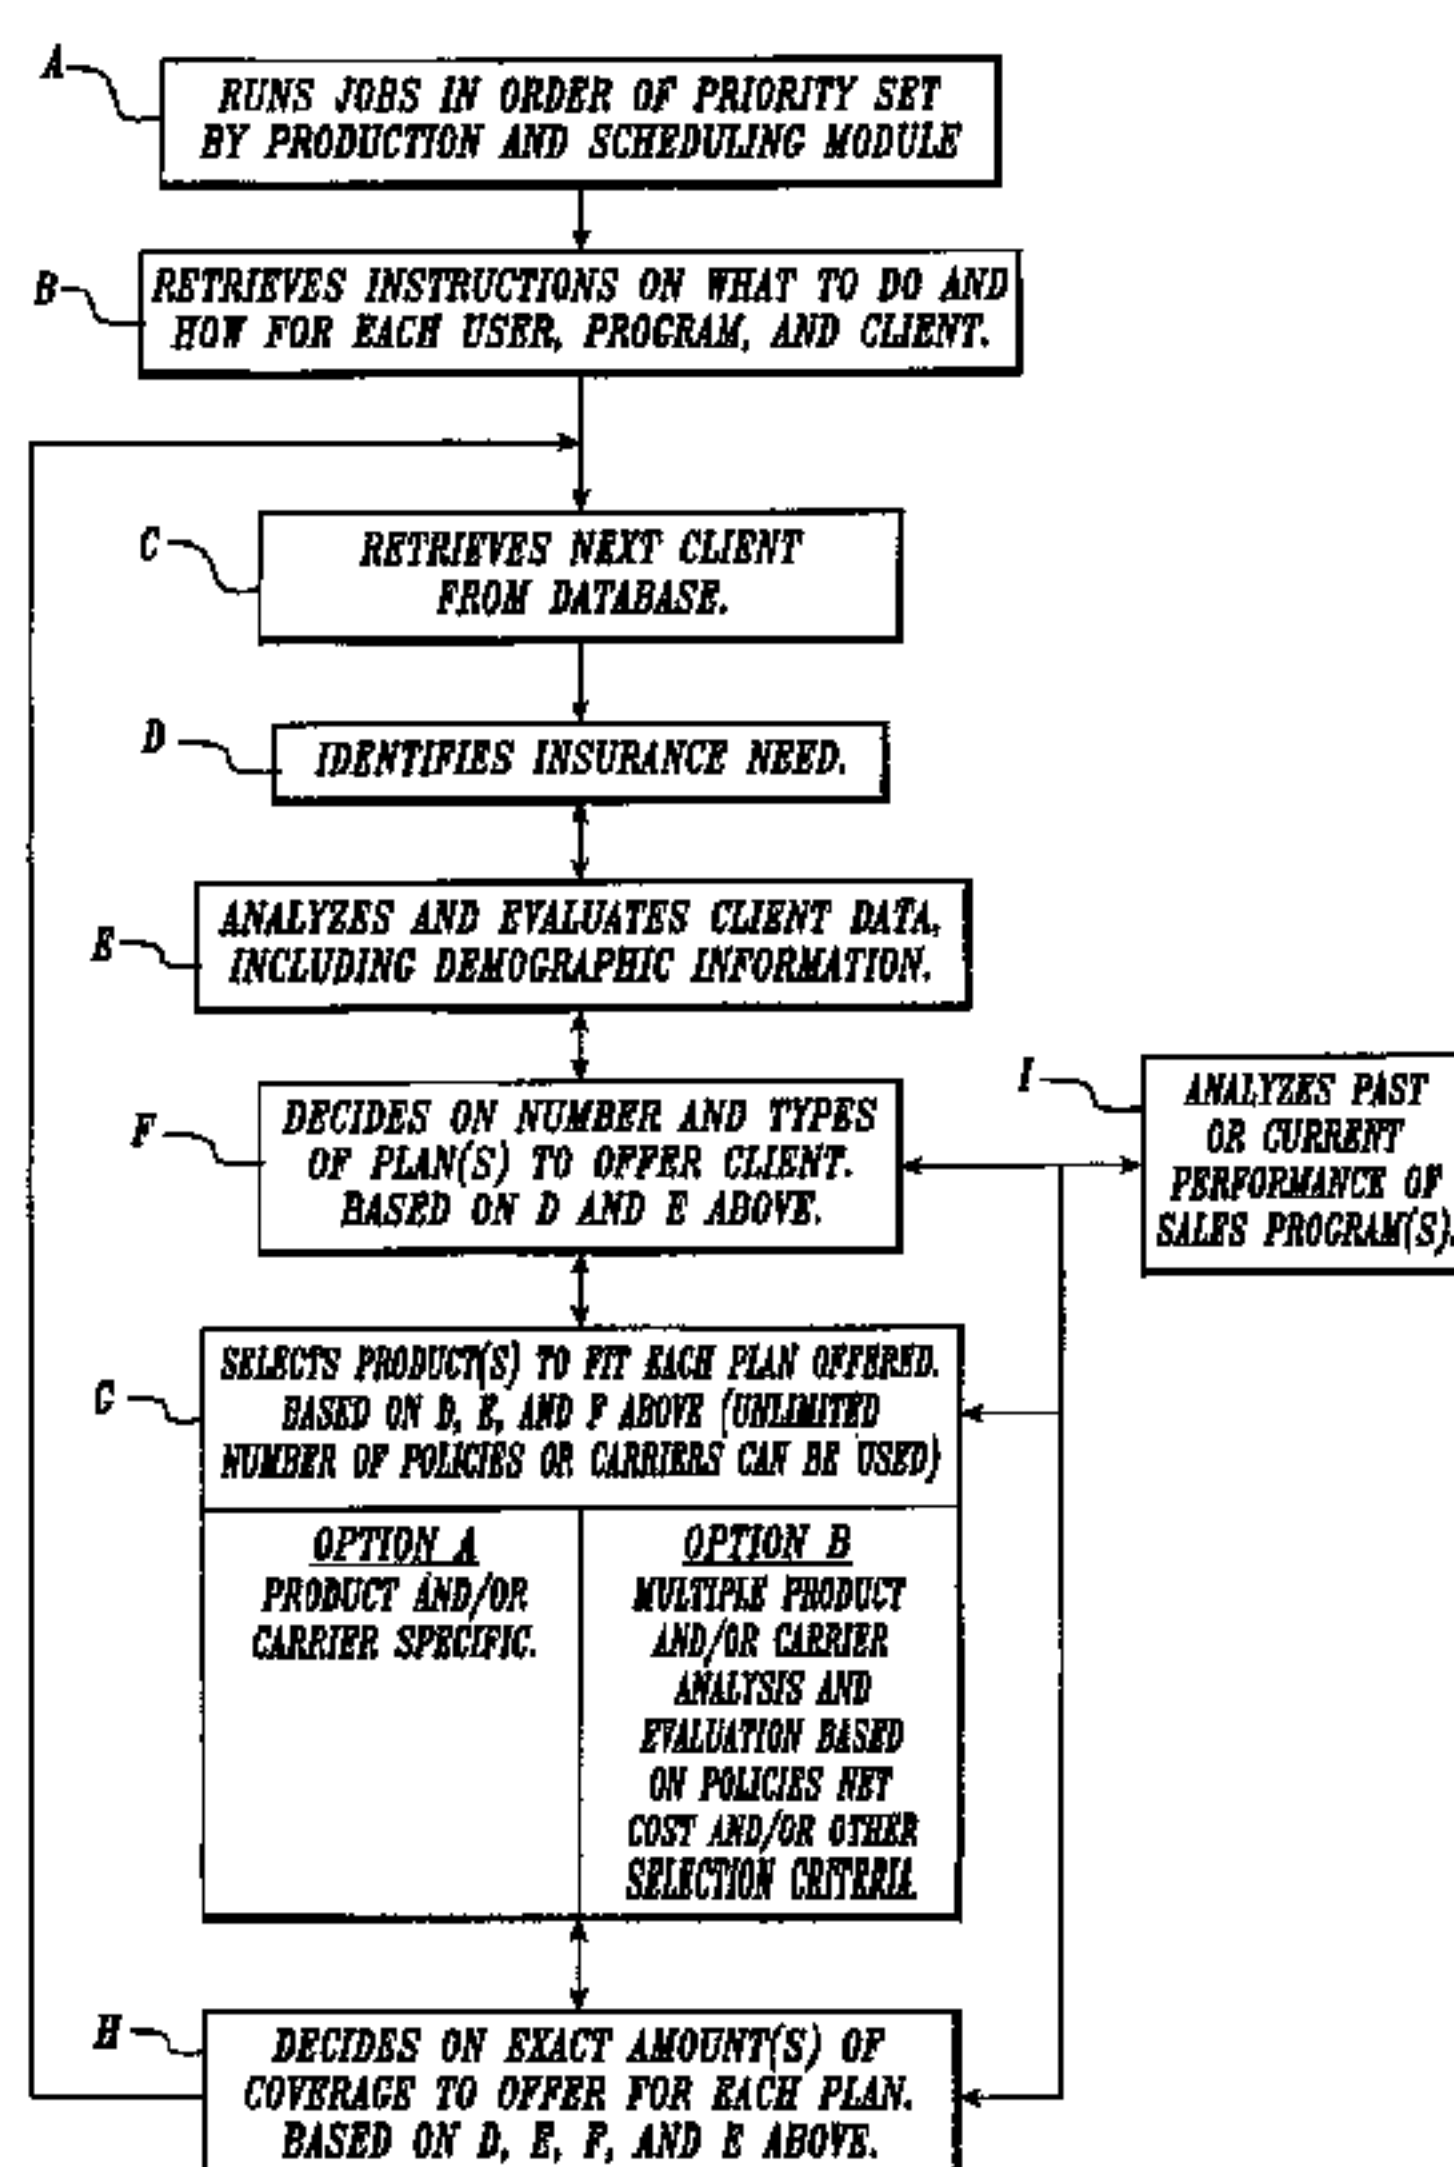 A
RUNS JOBS IN ORDER OF PRIORITY SET
BY PRODUCTION AND SCHEDULING MODULE
B
RETRIEVES INSTRUCTIONS ON WHAT TO DO AND
HOW FOR EACH USER, PROGRAM, AND CLIENT.
C
RETRIEVES NEXT CLIENT
FROM DATABASE.
D
IDENTIFIES INSURANCE NEED.
E
ANALYZES AND EVALUATES CLIENT DATA,
INCLUDING DEMOGRAPHIC INFORMATION.
F
DECIDES ON NUMBER AND TYPES
OF PLAN(S) TO OFFER CLIENT.
BASED ON D AND E ABOVE.
I
ANALYZES PAST
OR CURRENT
PERFORMANCE OF
SALES PROGRAM(S).
G
SELECTS PRODUCT(S) TO FIT EACH PLAN OFFERED.
BASED ON D, E, AND F ABOVE (UNLIMITED
NUMBER OF POLICIES OR CARRIERS CAN BE USED)
OPTION A
PRODUCT AND/OR
CARRIER SPECIFIC.
OPTION B
MULTIPLE PRODUCT
AND/OR CARRIER
ANALYSIS AND
EVALUATION BASED
ON POLICIES NET
COST AND/OR OTHER
SELECTION CRITERIA.
H
DECIDES ON EXACT AMOUNT(S) OF
COVERAGE TO OFFER FOR EACH PLAN.
BASED ON D, E, F, AND E ABOVE.